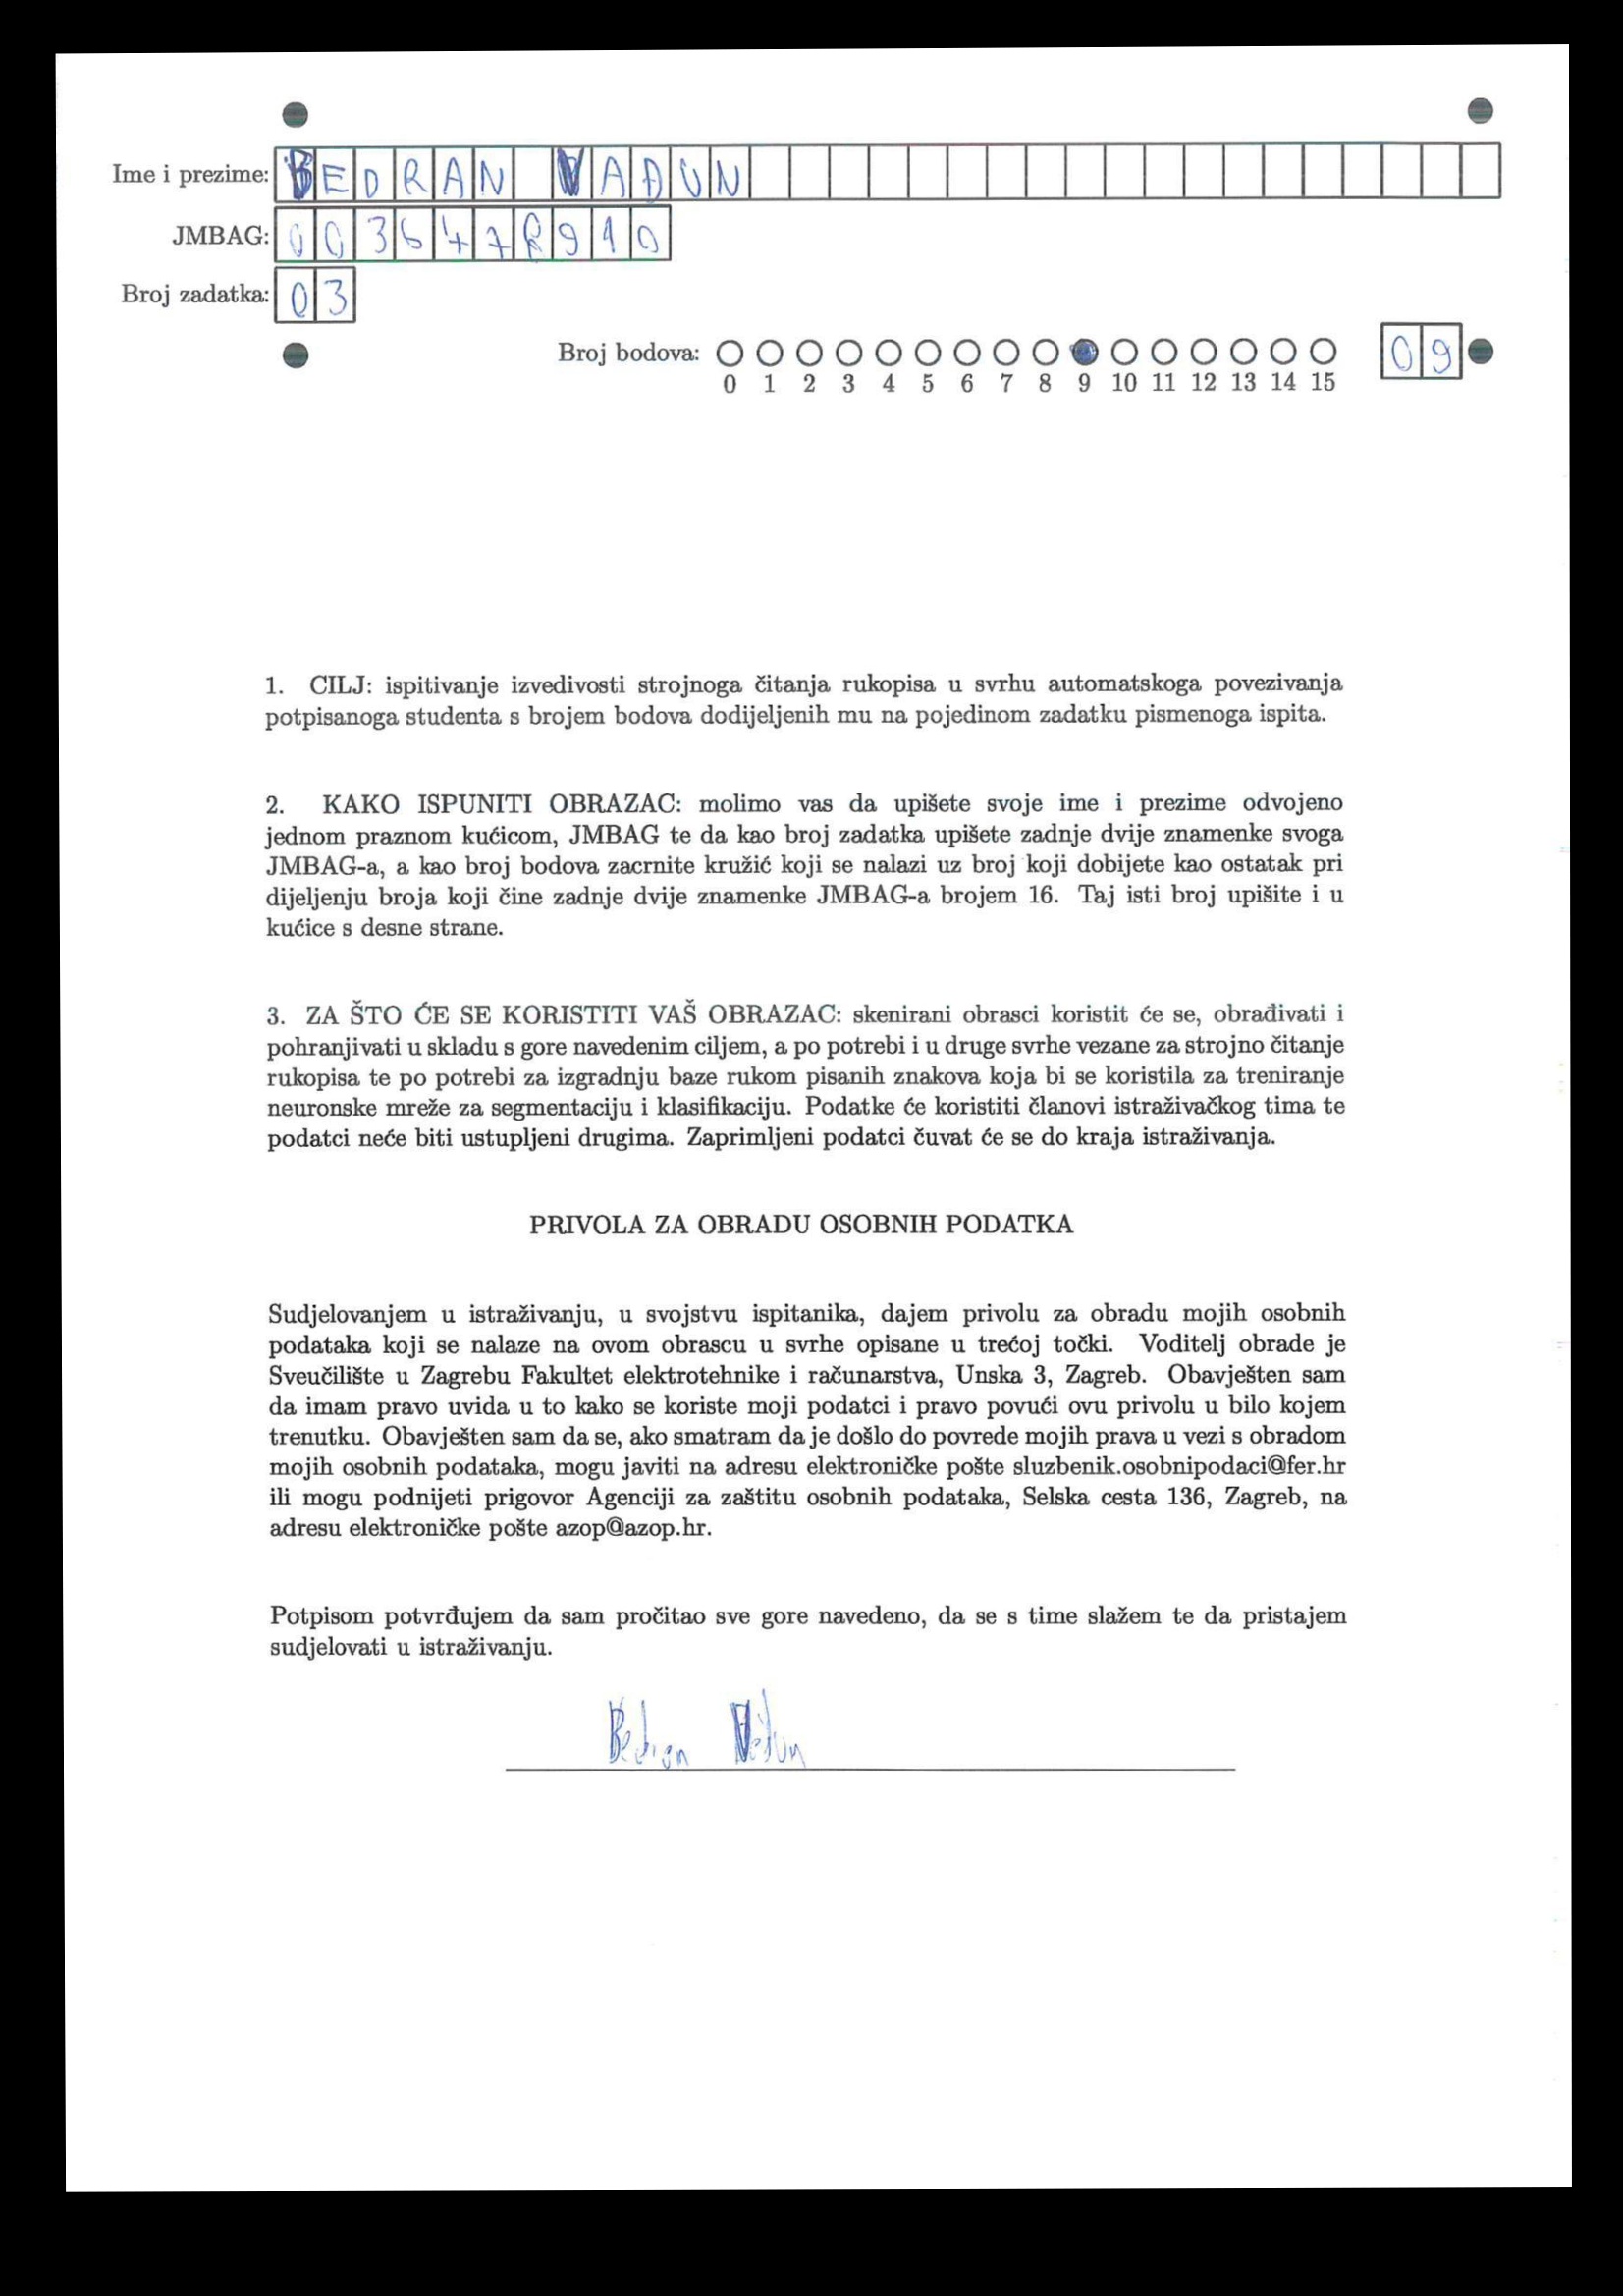 Ime i prezime: BEDRAN VAĐUN
JMBAG: 0036478910
Broj zadatka: 03
Broj bodova: 09
0 1 2 3 4 5 6 7 8 9 10 11 12 13 14 15
1. CILJ: ispitivanje izvedivosti strojnoga čitanja rukopisa u svrhu automatskoga povezivanja
potpisanoga studenta s brojem bodova dodijeljenih mu na pojedinom zadatku pismenoga ispita.
2. KAKO ISPUNITI OBRAZAC: molimo vas da upišete svoje ime i prezime odvojeno
jednom praznom kućicom, JMBAG te da kao broj zadatka upišete zadnje dvije znamenke svoga
JMBAG-a, a kao broj bodova zacrnite kružić koji se nalazi uz broj koji dobijete kao ostatak pri
dijeljenju broja koji čine zadnje dvije znamenke JMBAG-a brojem 16. Taj isti broj upišite i u
kućice s desne strane.
3. ZA ŠTO ĆE SE KORISTITI VAŠ OBRAZAC: skenirani obrasci koristit će se, obrađivati i
pohranjivati u skladu s gore navedenim ciljem, a po potrebi i u druge svrhe vezane za strojno čitanje
rukopisa te po potrebi za izgradnju baze rukom pisanih znakova koja bi se koristila za treniranje
neuronske mreže za segmentaciju i klasifikaciju. Podatke će koristiti članovi istraživačkog tima te
podatci neće biti ustupljeni drugima. Zaprimljeni podatci čuvat će se do kraja istraživanja.
PRIVOLA ZA OBRADU OSOBNIH PODATKA
Sudjelovanjem u istraživanju, u svojstvu ispitanika, dajem privolu za obradu mojih osobnih
podataka koji se nalaze na ovom obrascu u svrhe opisane u trećoj točki. Voditelj obrade je
Sveučilište u Zagrebu Fakultet elektrotehnike i računarstva, Unska 3, Zagreb. Obavješten sam
da imam pravo uvida u to kako se koriste moji podatci i pravo povući ovu privolu u bilo kojem
trenutku. Obavješten sam da se, ako smatram da je došlo do povrede mojih prava u vezi s obradom
mojih osobnih podataka, mogu javiti na adresu elektroničke pošte sluzbenik.osobnipodaci@fer.hr
ili mogu podnijeti prigovor Agenciji za zaštitu osobnih podataka, Selska cesta 136, Zagreb, na
adresu elektroničke pošte azop@azop.hr.
Potpisom potvrđujem da sam pročitao sve gore navedeno, da se s time slažem te da pristajem
sudjelovati u istraživanju.
Bedran Vađun